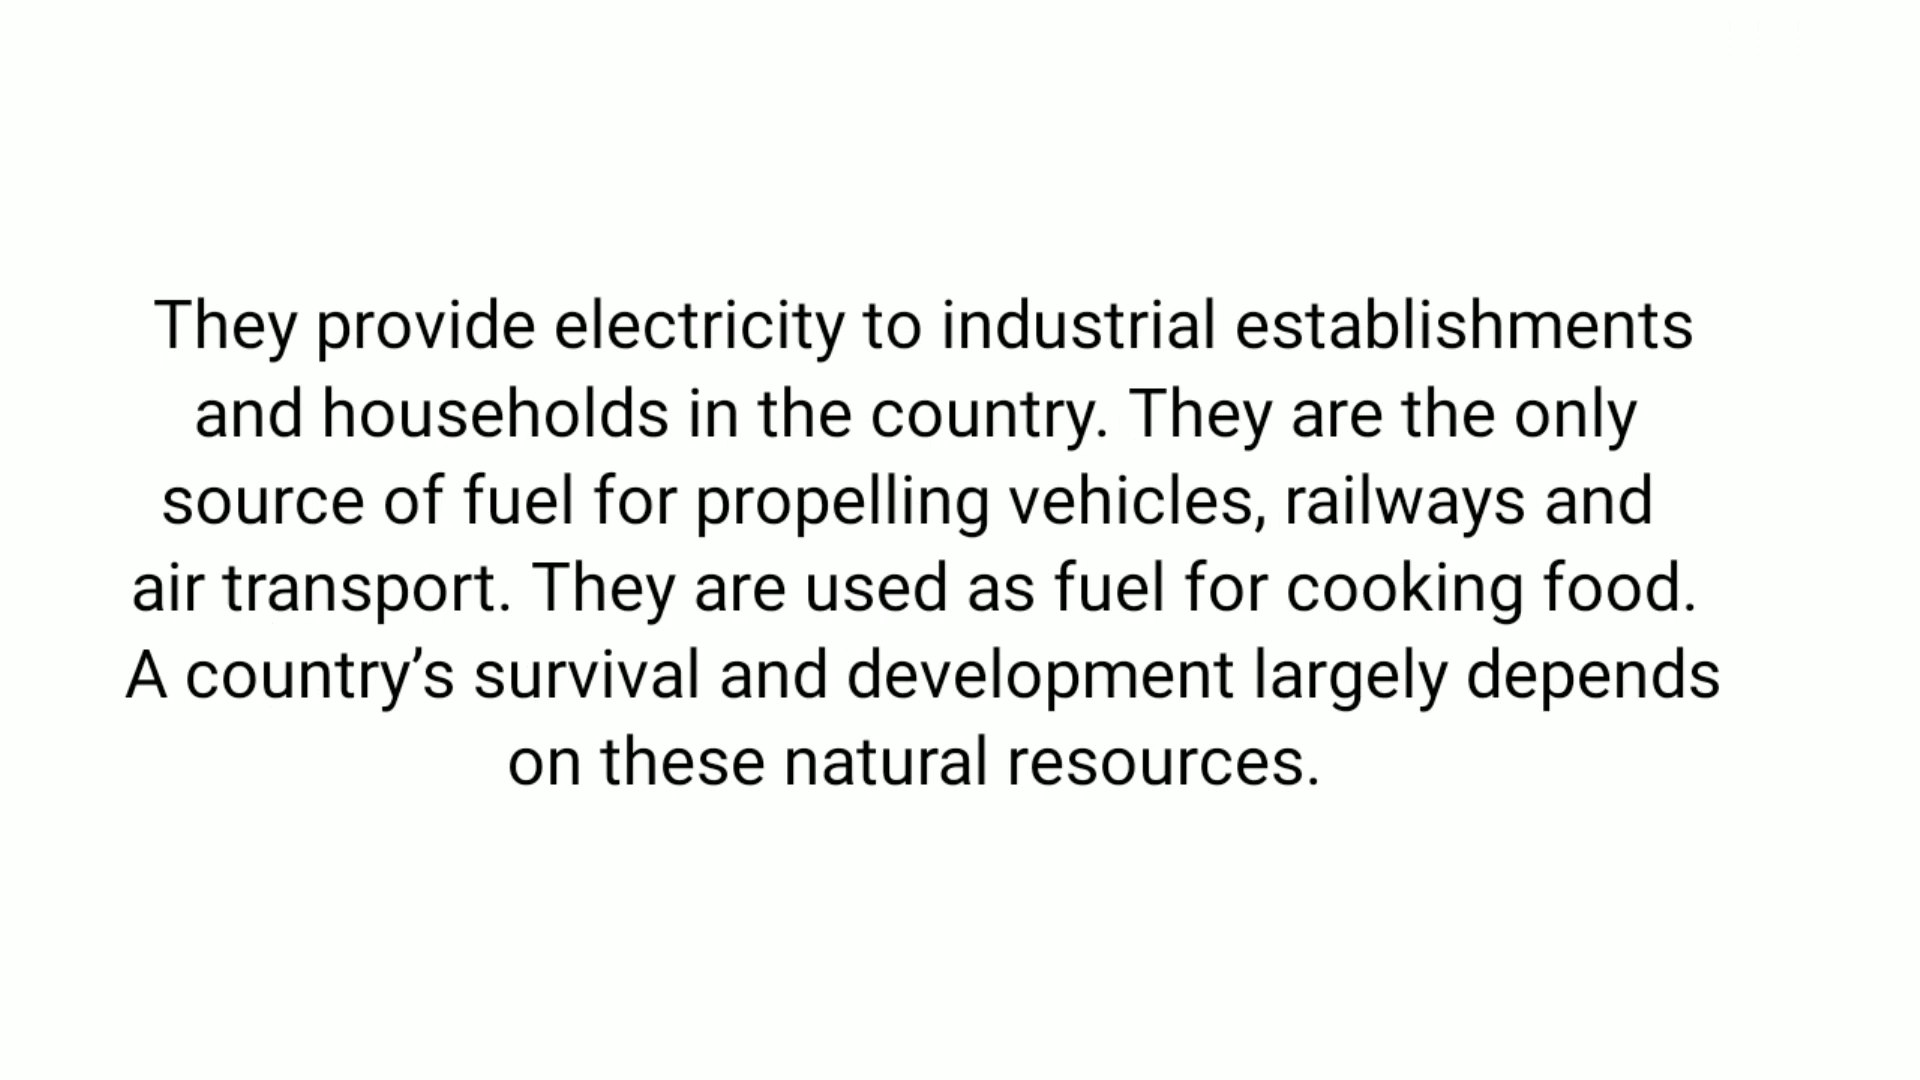 They provide electricity to industrial establishments
and households in the country. They are the only
source of fuel for propelling vehicles, railways and
air transport. They are used as fuel for cooking food.
A country’s survival and development largely depends
on these natural resources.